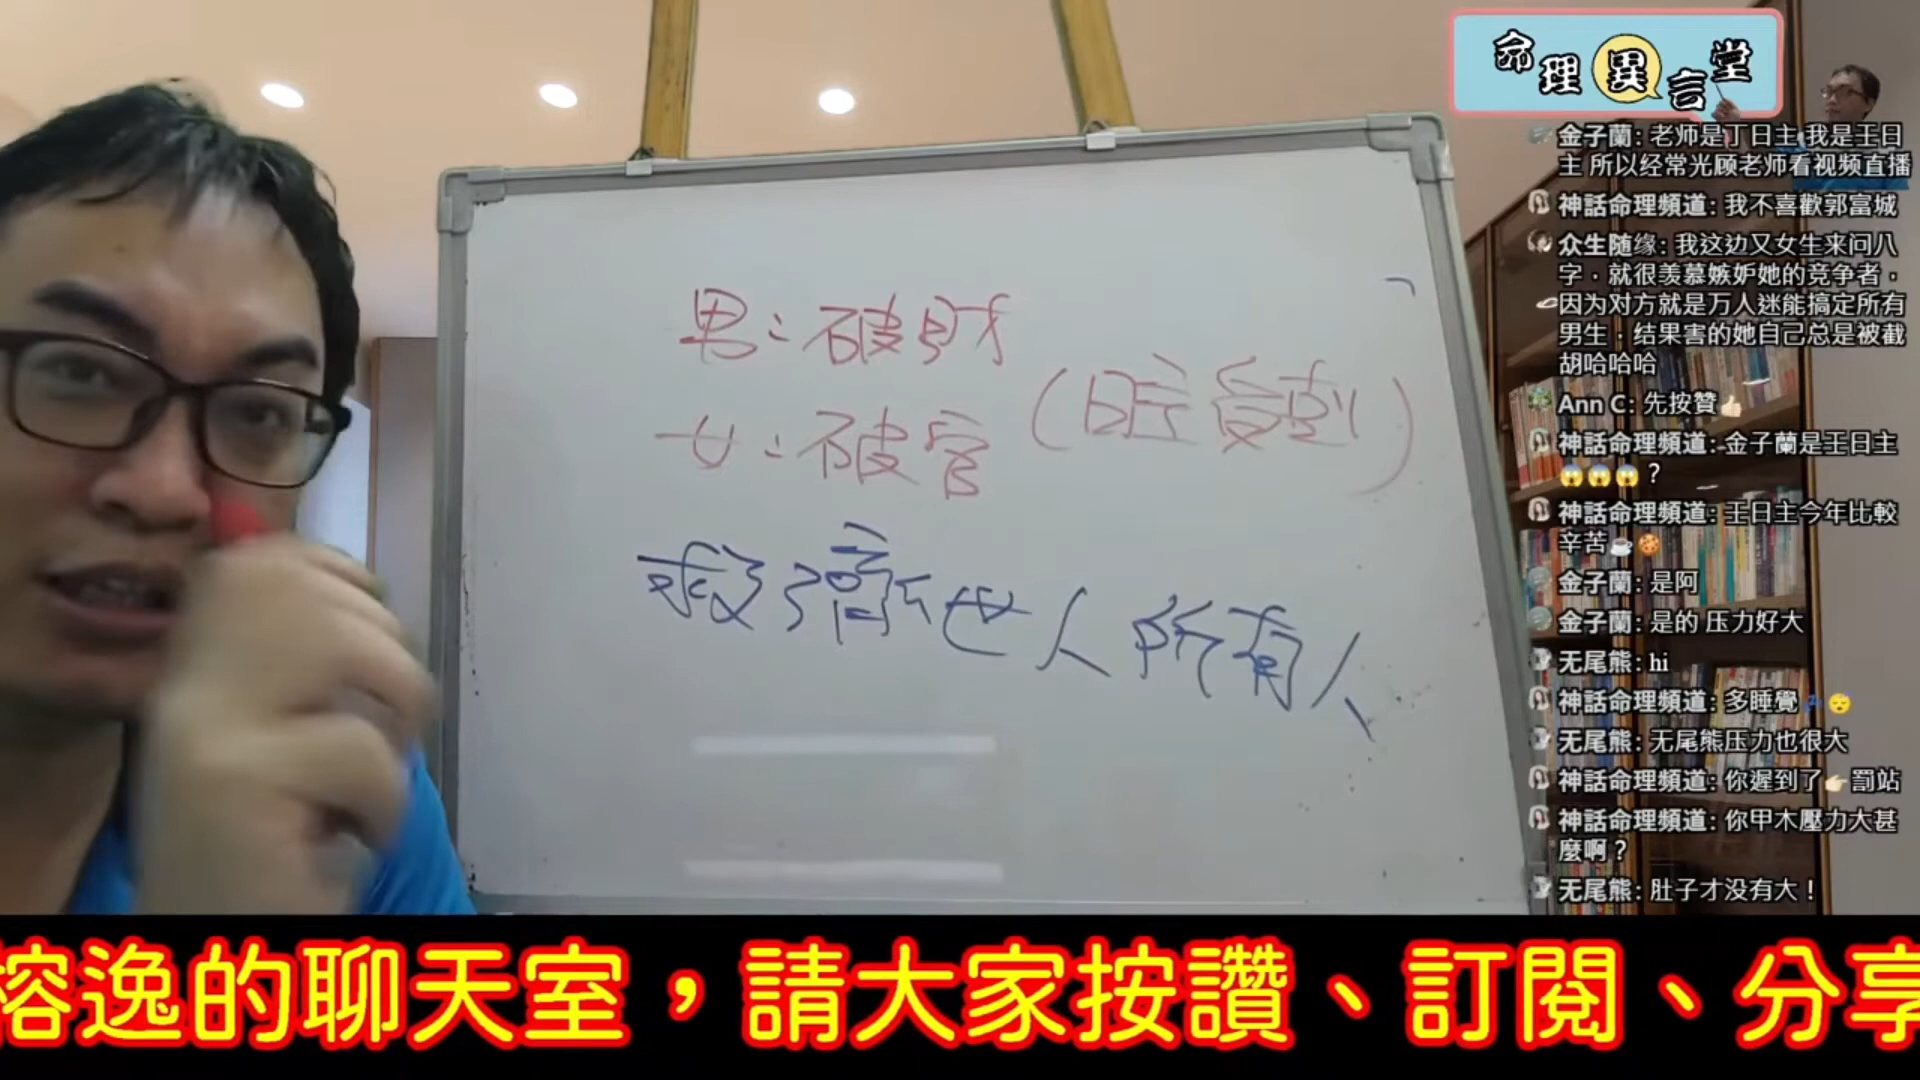 命理異言堂
男：破財
女：破官
(日主受剋)
救濟世人所有人
金子蘭: 老师是丁日主 我是壬日
主 所以经常光顾老师看视频直播
神話命理頻道: 我不喜歡郭富城
众生随缘: 我这边又女生来问八
字，就很羡慕嫉妒她的竞争者，
因为对方就是万人迷能搞定所有
男生，结果害的她自己总是被截
胡哈哈哈
Ann C: 先按贊👍🏻
神話命理頻道: 金子蘭是壬日主
😱😱😱？
神話命理頻道: 壬日主今年比較
辛苦☕🍪
金子蘭: 是阿
金子蘭: 是的 压力好大
无尾熊: hi
神話命理頻道: 多睡覺💤😴
无尾熊: 无尾熊压力也很大
神話命理頻道: 你遲到了👉🏻罰站
神話命理頻道: 你甲木壓力大甚
麼啊？
无尾熊: 肚子才没有大！
榕逸的聊天室，請大家按讚、訂閱、分享